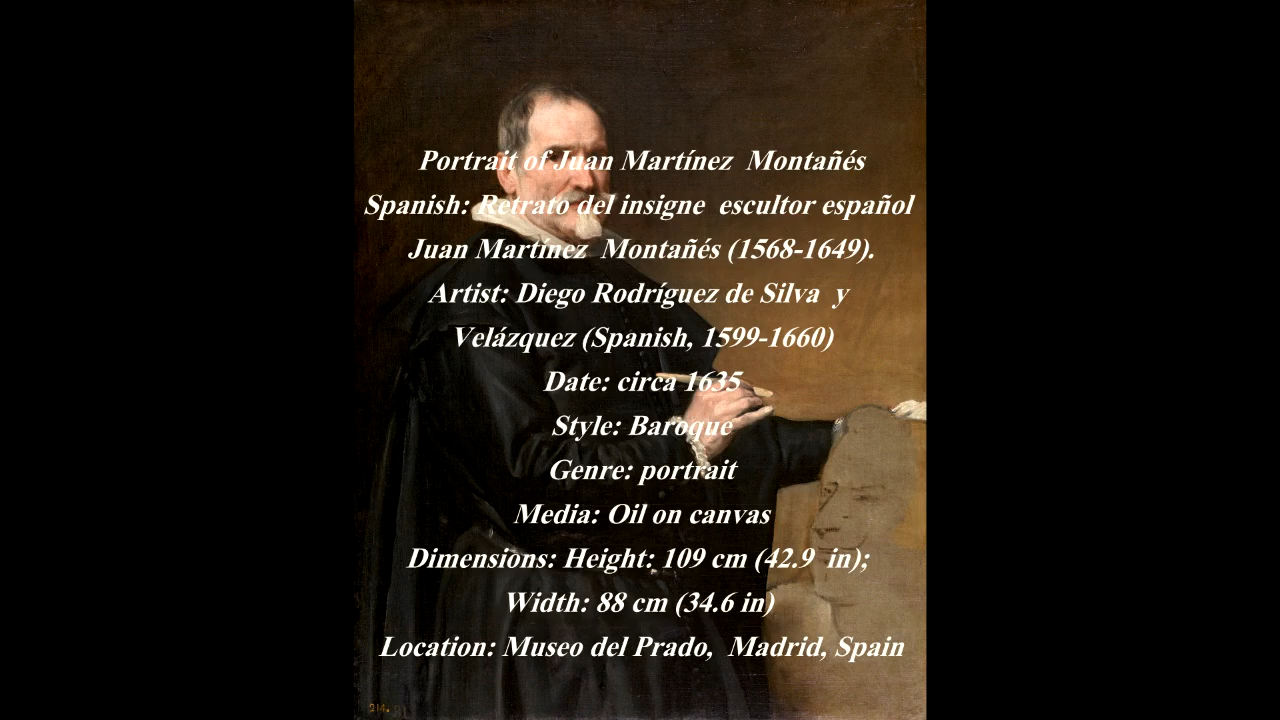 Portrait of Juan Martínez Montañés
Spanish: Retrato del insigne escultor español
Juan Martínez Montañés (1568-1649).
Artist: Diego Rodríguez de Silva y
Velázquez (Spanish, 1599-1660)
Date: circa 1635
Style: Baroque
Genre: portrait
Media: Oil on canvas
Dimensions: Height: 109 cm (42.9 in);
Width: 88 cm (34.6 in)
Location: Museo del Prado, Madrid, Spain
214.